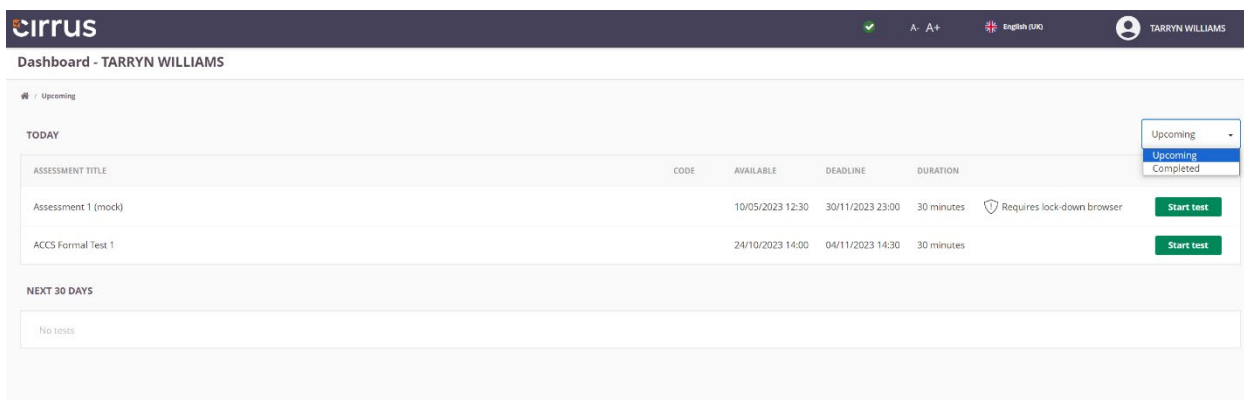 cirrus
A- A+ English (UK) TARRYN WILLIAMS
Dashboard - TARRYN WILLIAMS
/ Upcoming
TODAY
Upcoming
Upcoming
Completed
ASSESSMENT TITLE CODE AVAILABLE DEADLINE DURATION
Assessment 1 (mock) 10/05/2023 12:30 30/11/2023 23:00 30 minutes Requires lock-down browser Start test
ACCS Formal Test 1 24/10/2023 14:00 04/11/2023 14:30 30 minutes Start test
NEXT 30 DAYS
No tests